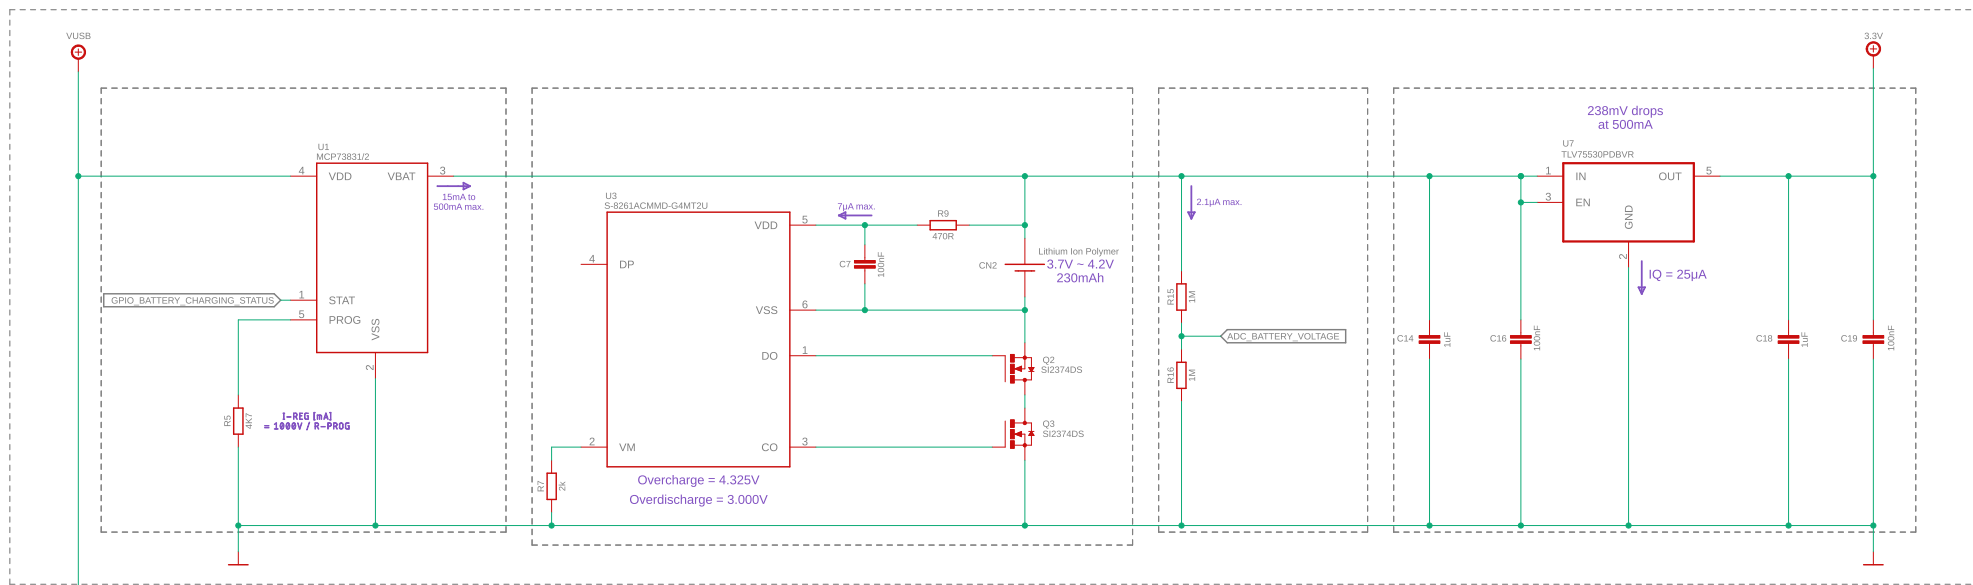 VUSB
3.3V
U1
MCP73831/2
4
VDD
VBAT
3
15mA to
500mA max.
GPIO_BATTERY_CHARGING_STATUS
1
STAT
5
PROG
VSS
2
R5
4K7
I-REG [mA]
= 1000V / R-PROG
U3
S-8261ACMMD-G4MT2U
VDD
5
7μA max.
R9
470R
4
DP
C7
100nF
CN2
Lithium Ion Polymer
3.7V ~ 4.2V
230mAh
VSS
6
DO
1
Q2
SI2374DS
2
VM
CO
3
Q3
SI2374DS
R7
2k
Overcharge = 4.325V
Overdischarge = 3.000V
2.1μA max.
R15
1M
ADC_BATTERY_VOLTAGE
R16
1M
238mV drops
at 500mA
U7
TLV75530PDBVR
1
IN
OUT
5
3
EN
GND
2
IQ = 25μA
C14
1uF
C16
100nF
C18
1uF
C19
100nF